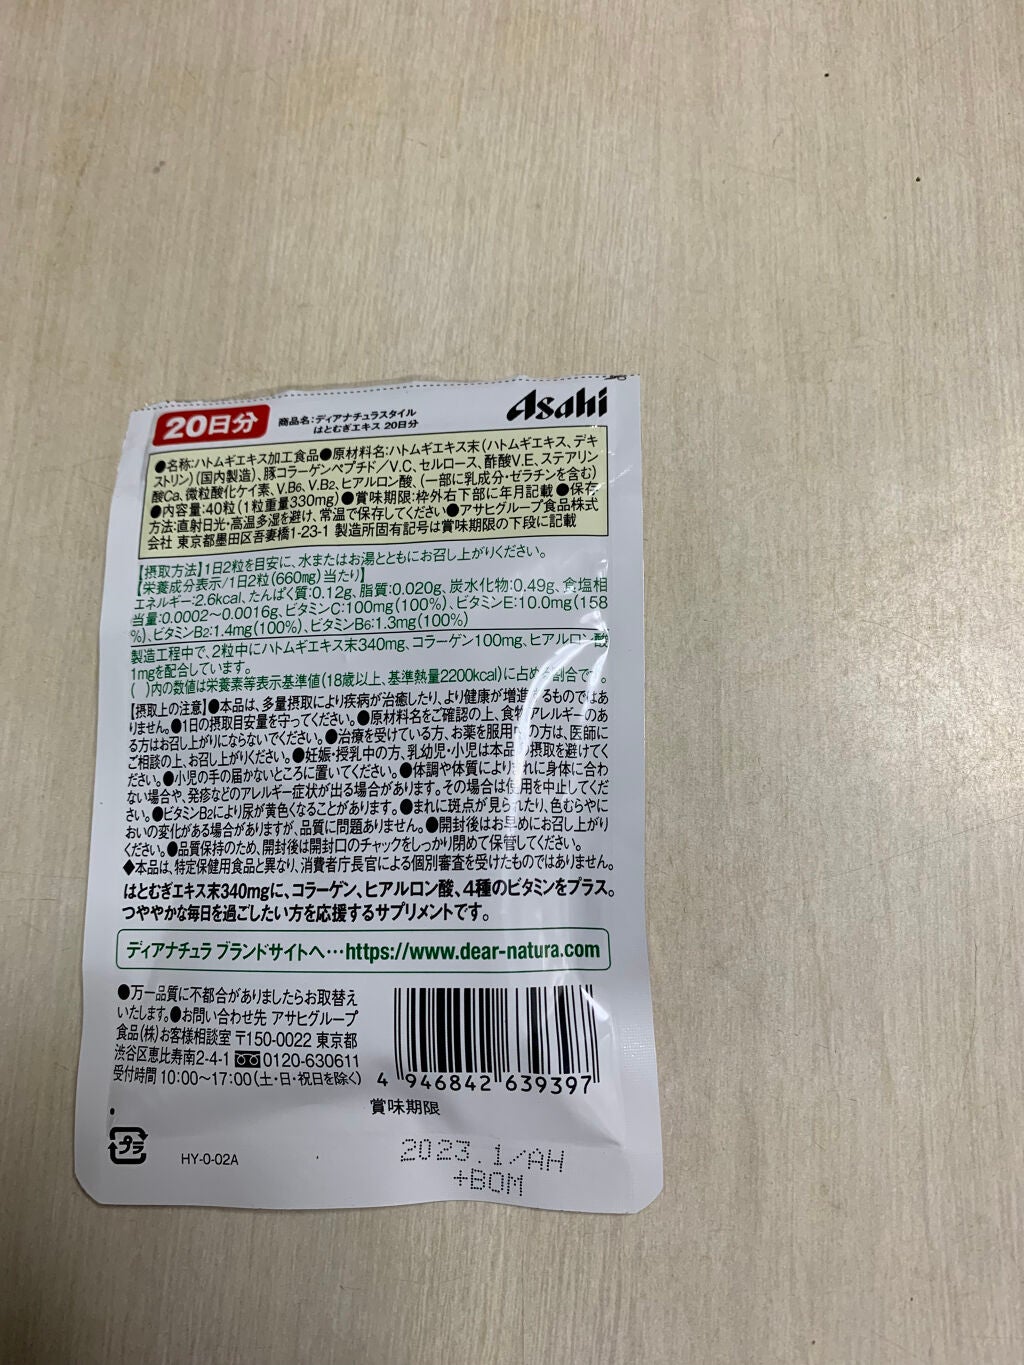 20日分
商品名:ディアナチュラスタイル
はとむぎエキス 20日分
Asahi
●名称:ハトムギエキス加工食品●原材料名:ハトムギエキス末(ハトムギエキス、デキ
ストリン)(国内製造)、豚コラーゲンペプチド/V.C、セルロース、酢酸V.E、ステアリン
酸Ca、微粒酸化ケイ素、V.B6、V.B2、ヒアルロン酸、(一部に乳成分・ゼラチンを含む)
●内容量:40粒(1粒重量330mg)●賞味期限:枠外右下部に年月記載●保存
方法:直射日光・高温多湿を避け、常温で保存してください●アサヒグループ食品株式
会社 東京都墨田区吾妻橋1-23-1 製造所固有記号は賞味期限の下段に記載
【摂取方法】1日2粒を目安に、水またはお湯とともにお召し上がりください。
【栄養成分表示/1日2粒(660mg)当たり】
エネルギー:2.6kcal、たんぱく質:0.12g、脂質:0.020g、炭水化物:0.49g、食塩相
当量:0.0002〜0.0016g、ビタミンC:100mg(100%)、ビタミンE:10.0mg(158
%)、ビタミンB2:1.4mg(100%)、ビタミンB6:1.3mg(100%)
製造工程中で、2粒中にハトムギエキス末340mg、コラーゲン100mg、ヒアルロン酸
1mgを配合しています。
( )内の数値は栄養素等表示基準値(18歳以上、基準熱量2200kcal)に占める割合です。
【摂取上の注意】●本品は、多量摂取により疾病が治癒したり、より健康が増進するものではあ
りません。●1日の摂取目安量を守ってください。●原材料名をご確認の上、食物アレルギーのあ
る方はお召し上がりにならないでください。●治療を受けている方、お薬を服用中の方は、医師に
ご相談の上、お召し上がりください。●妊娠・授乳中の方、乳幼児・小児は本品の摂取を避けてく
ださい。●小児の手の届かないところに置いてください。●体調や体質によりまれに身体に合わ
ない場合や、発疹などのアレルギー症状が出る場合があります。その場合は使用を中止してくだ
さい。●ビタミンB2により尿が黄色くなることがあります。●まれに斑点が見られたり、色むらやに
おいの変化がある場合がありますが、品質に問題ありません。●開封後はお早めにお召し上がり
ください。●品質保持のため、開封後は開封口のチャックをしっかり閉めて保管してください。
◆本品は、特定保健用食品と異なり、消費者庁長官による個別審査を受けたものではありません。
はとむぎエキス末340mgに、コラーゲン、ヒアルロン酸、4種のビタミンをプラス。
つややかな毎日を過ごしたい方を応援するサプリメントです。
ディアナチュラ ブランドサイトへ…https://www.dear-natura.com
●万一品質に不都合がありましたらお取替え
いたします。●お問い合わせ先 アサヒグループ
食品(株)お客様相談室 〒150-0022 東京都
渋谷区恵比寿南2-4-1 0120-630611
受付時間 10:00〜17:00(土・日・祝日を除く)
4 946842 639397
賞味期限
プラ
HY-0-02A
2023.1/AH
+BOM